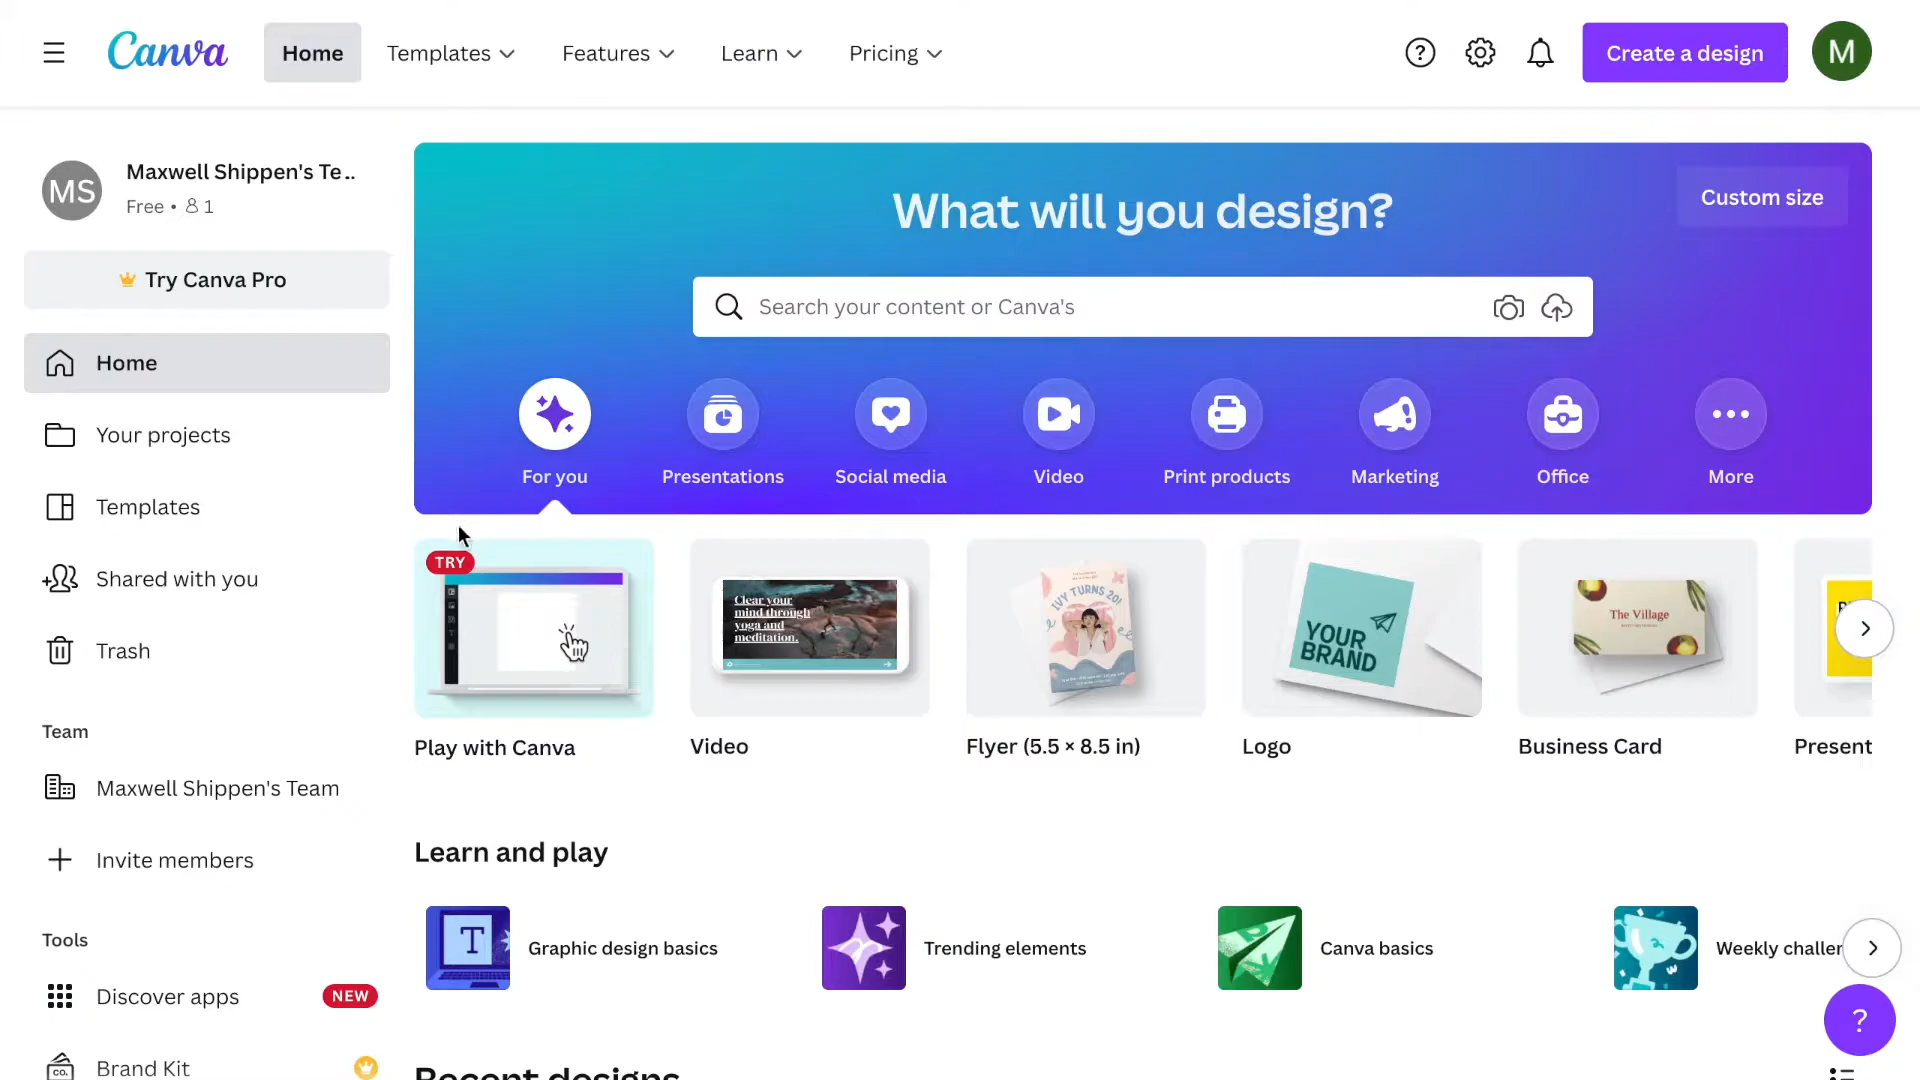 Canva
Home
Templates
Features
Learn
Pricing
Create a design
M
MS
Maxwell Shippen's Te..
Free • 1
Try Canva Pro
Home
Your projects
Templates
Shared with you
Trash
Team
Maxwell Shippen's Team
Invite members
Tools
Discover apps
NEW
Brand Kit
What will you design?
Custom size
Search your content or Canva's
For you
Presentations
Social media
Video
Print products
Marketing
Office
More
TRY
Clear your
mind through
yoga and
meditation.
IVY TURNS 20!
YOUR
BRAND
The Village
Play with Canva
Video
Flyer (5.5 × 8.5 in)
Logo
Business Card
Present
Learn and play
T
Graphic design basics
Trending elements
Canva basics
Weekly challen
?
CO.
Recent designs